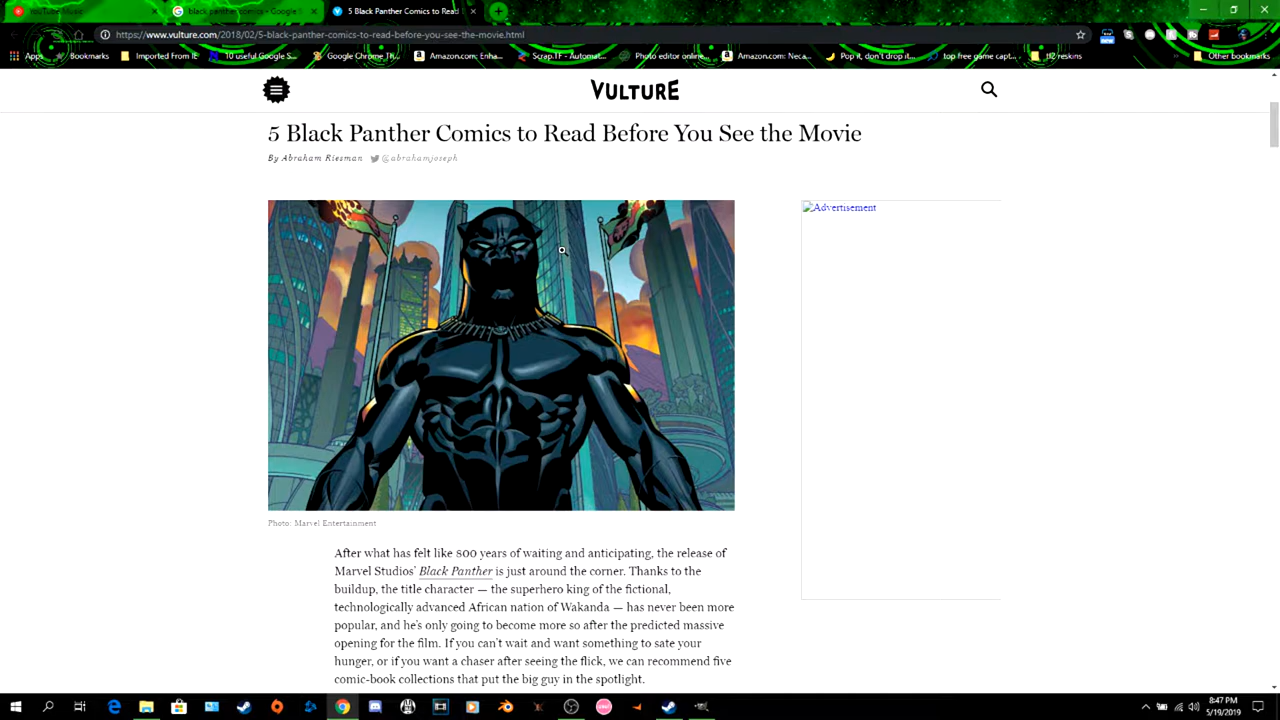 YouTube Music
black panther comics - Google S
5 Black Panther Comics to Read B
https://www.vulture.com/2018/02/5-black-panther-comics-to-read-before-you-see-the-movie.html
Apps
Bookmarks
Imported From IE
10 useful Google S...
Google Chrome Th...
Amazon.com: Enha...
Scrap.TF - Automat...
Photo editor online...
Amazon.com: Neca...
Pop it, don't drop it...
top free game capt...
H2 reskins
Other bookmarks
VULTURE
5 Black Panther Comics to Read Before You See the Movie
By Abraham Riesman @abrahamjoseph
Advertisement
Photo: Marvel Entertainment
After what has felt like 800 years of waiting and anticipating, the release of
Marvel Studios' Black Panther is just around the corner. Thanks to the
buildup, the title character — the superhero king of the fictional,
technologically advanced African nation of Wakanda — has never been more
popular, and he's only going to become more so after the predicted massive
opening for the film. If you can't wait and want something to sate your
hunger, or if you want a chaser after seeing the flick, we can recommend five
comic-book collections that put the big guy in the spotlight.
8:47 PM
5/19/2019